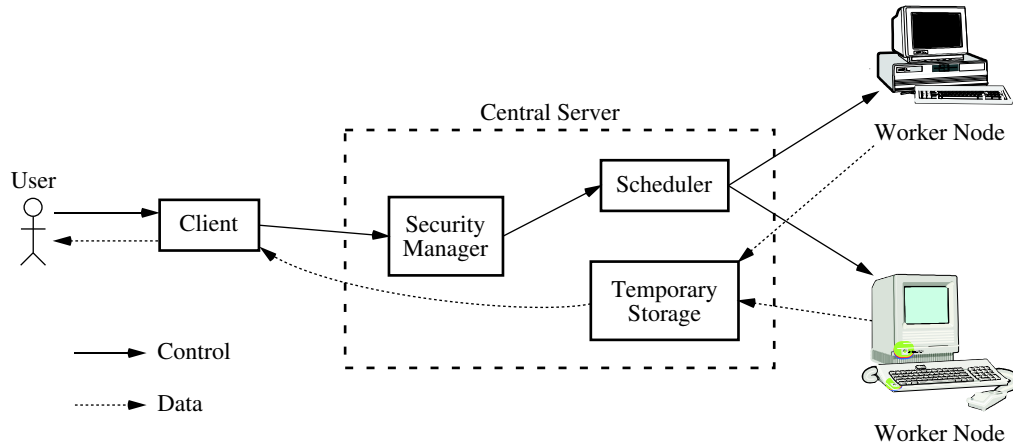 Central Server
Worker Node
User
Client
Security
Manager
Scheduler
Temporary
Storage
Control
Data
Worker Node